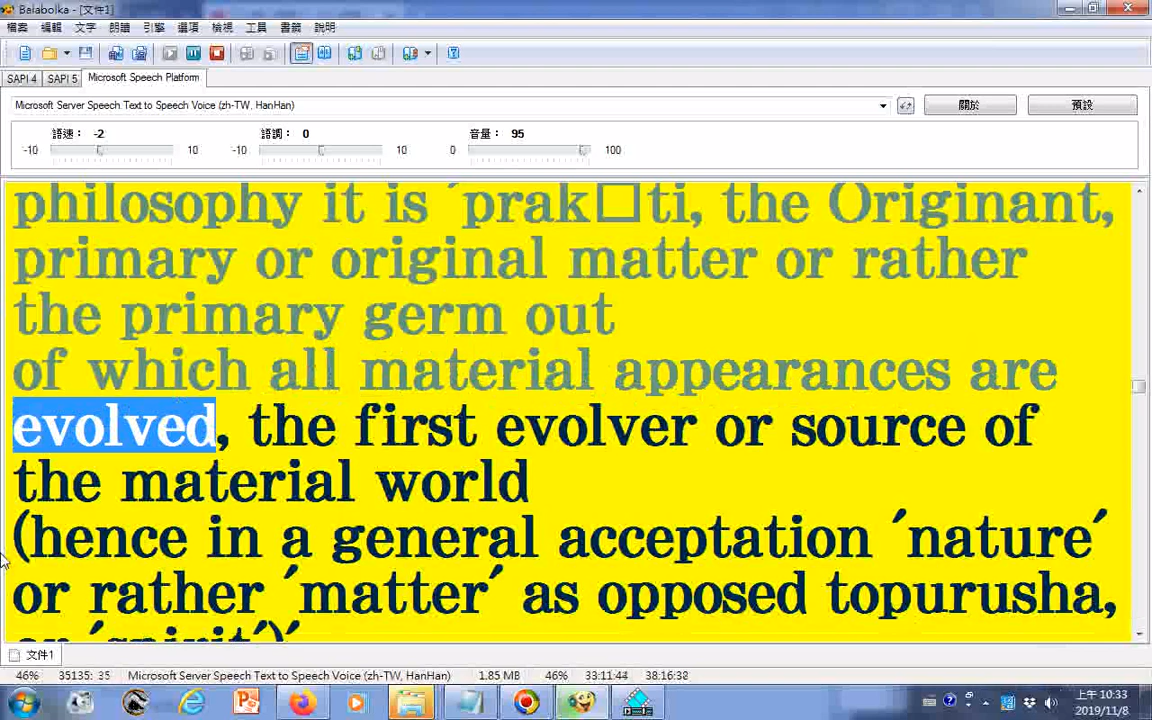 Balabolka - [文件1]
檔案 編輯 文字 朗讀 引擎 選項 檢視 工具 書籤 說明
SAPI 4 SAPI 5 Microsoft Speech Platform
Microsoft Server Speech Text to Speech Voice (zh-TW, HanHan) 關於 預設
語速： -2 語調： 0 音量： 95
-10 10 -10 10 0 100
philosophy it is ′prak□ti, the Originant,
primary or original matter or rather
the primary germ out
of which all material appearances are
evolved, the first evolver or source of
the material world
(hence in a general acceptation ′nature′
or rather ′matter′ as opposed topurusha,
or ′spirit′)′
文件1
46% 35135: 35 Microsoft Server Speech Text to Speech Voice (zh-TW, HanHan) 1.85 MB 46% 33:11:44 38:16:38
上午 10:33
2019/11/8